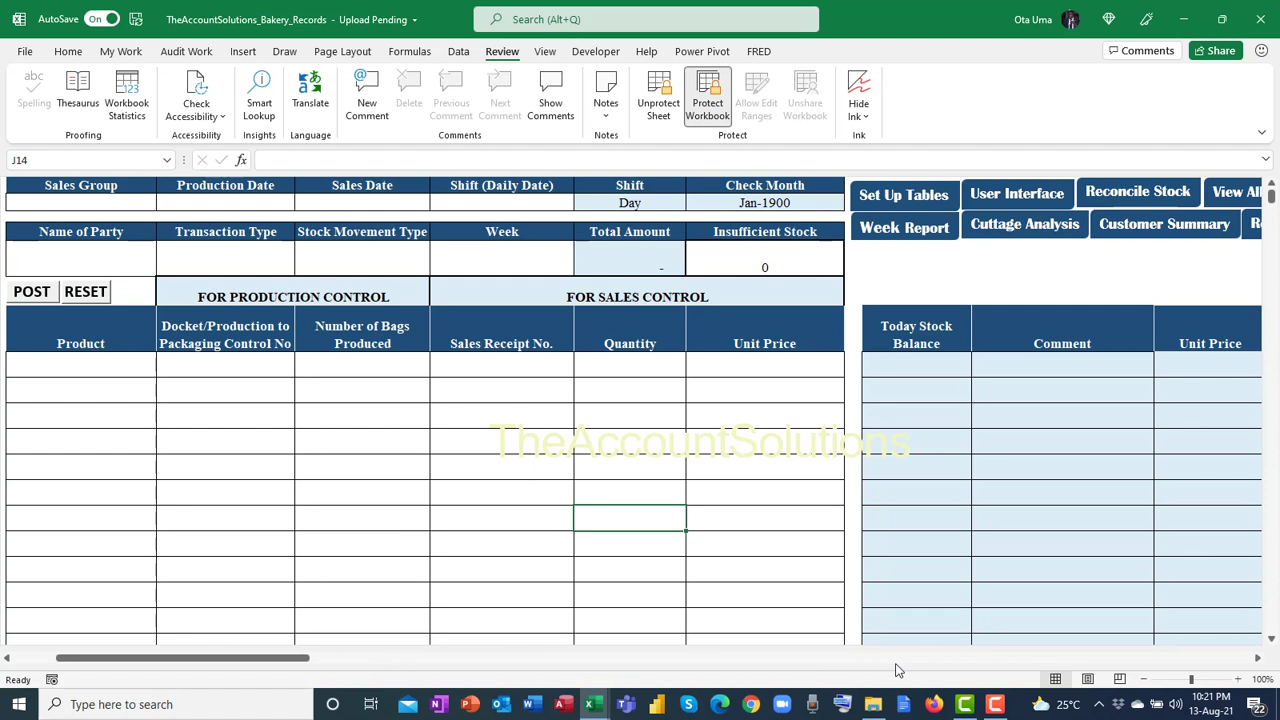 AutoSave On TheAccountSolutions_Bakery_Records - Upload Pending Search (Alt+Q) Ota Uma
File Home My Work Audit Work Insert Draw Page Layout Formulas Data Review View Developer Help Power Pivot FRED Comments Share
Spelling Thesaurus Workbook Statistics Check Accessibility Smart Lookup Translate New Comment Delete Previous Comment Next Comment Show Comments Notes Unprotect Sheet Protect Workbook Allow Edit Ranges Unshare Workbook Hide Ink
Proofing Accessibility Insights Language Comments Notes Protect Ink
J14 fx
Sales Group Production Date Sales Date Shift (Daily Date) Shift Check Month
Day Jan-1900
Set Up Tables User Interface Reconcile Stock View All
Week Report Cuttage Analysis Customer Summary Re
Name of Party Transaction Type Stock Movement Type Week Total Amount Insufficient Stock
- 0
POST RESET FOR PRODUCTION CONTROL FOR SALES CONTROL
Product Docket/Production to Packaging Control No Number of Bags Produced Sales Receipt No. Quantity Unit Price Today Stock Balance Comment Unit Price
TheAccountSolutions
Ready 100%
Type here to search 25°C 10:21 PM
13-Aug-21 22